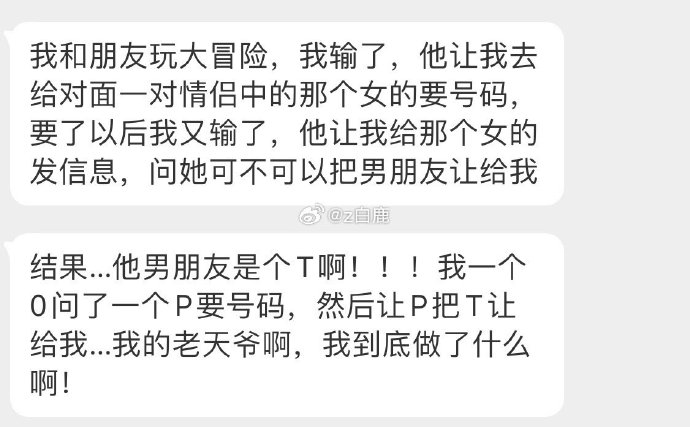 我和朋友玩大冒险，我输了，他让我去
给对面一对情侣中的那个女的要号码，
要了以后我又输了，他让我给那个女的
发信息，问她可不可以把男朋友让给我
@z白鹿
结果...他男朋友是个T啊！！！我一个
0问了一个P要号码，然后让P把T让
给我...我的老天爷啊，我到底做了什么
啊！